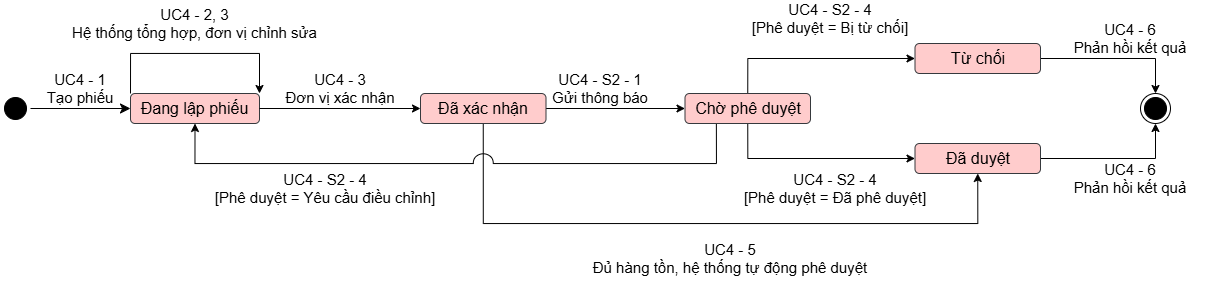 UC4 - 2, 3
Hệ thống tổng hợp, đơn vị chỉnh sửa
UC4 - S2 - 4
[Phê duyệt = Bị từ chối]
UC4 - 6
Phản hồi kết quả
Từ chối
UC4 - 1
Tạo phiếu
UC4 - 3
Đơn vị xác nhận
UC4 - S2 - 1
Gửi thông báo
Đang lập phiếu
Đã xác nhận
Chờ phê duyệt
Đã duyệt
UC4 - S2 - 4
[Phê duyệt = Yêu cầu điều chỉnh]
UC4 - S2 - 4
[Phê duyệt = Đã phê duyệt]
UC4 - 6
Phản hồi kết quả
UC4 - 5
Đủ hàng tồn, hệ thống tự động phê duyệt